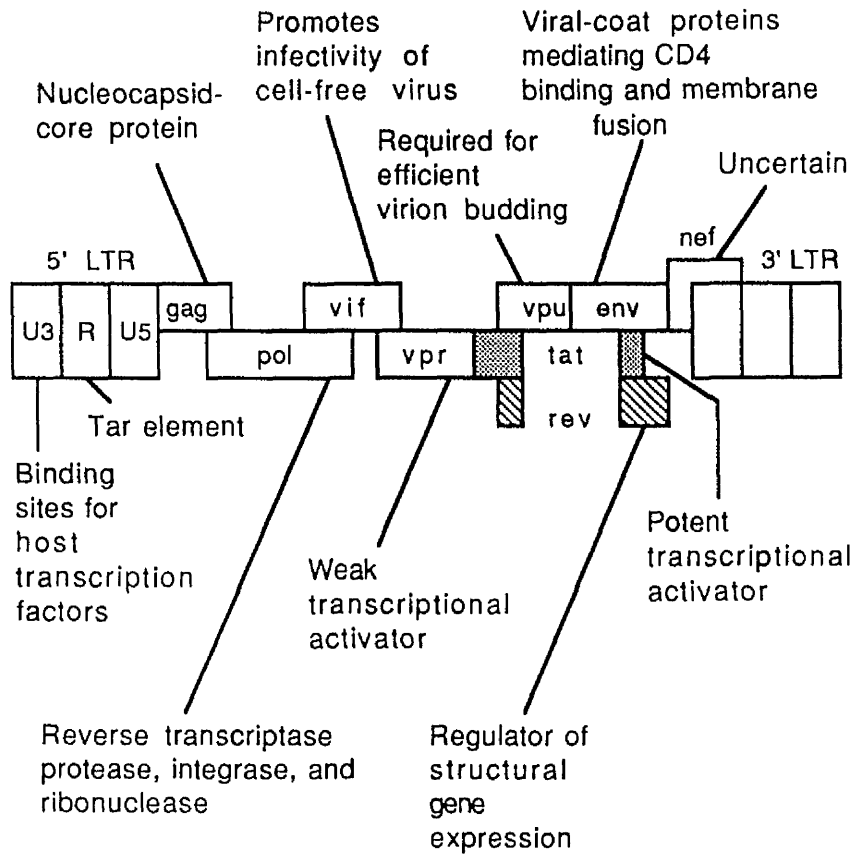 Promotes
infectivity of
cell-free virus
Viral-coat proteins
mediating CD4
binding and membrane
fusion
Nucleocapsid-
core protein
Required for
efficient
virion budding
Uncertain
5' LTR
nef
3' LTR
gag
vif
vpu
env
U3
R
U5
pol
vpr
tat
rev
Tar element
Binding
sites for
host
transcription
factors
Weak
transcriptional
activator
Potent
transcriptional
activator
Reverse transcriptase
protease, integrase, and
ribonuclease
Regulator of
structural
gene
expression